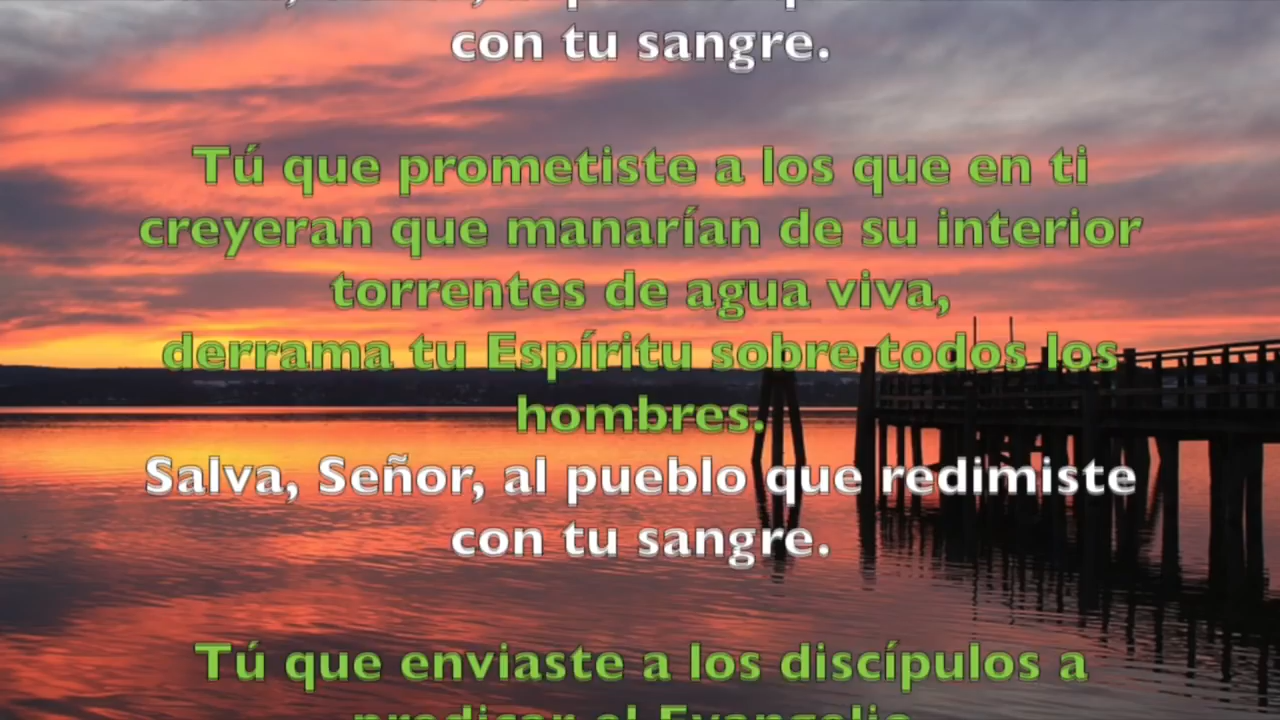 con tu sangre.
Tú que prometiste a los que en ti
creyeran que manarían de su interior
torrentes de agua viva,
derrama tu Espíritu sobre todos los
hombres.
Salva, Señor, al pueblo que redimiste
con tu sangre.
Tú que enviaste a los discípulos a
predicar el Evangelio